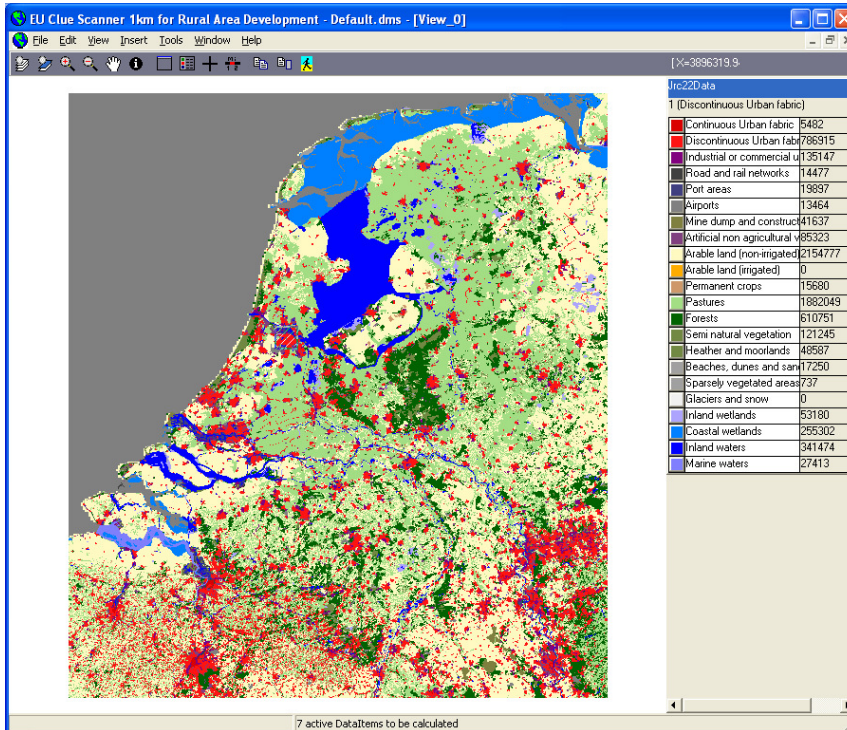 EU Clue Scanner 1km for Rural Area Development - Default.dms - [View_0]
File Edit View Insert Tools Window Help
[X=3896319.9
Jrc22Data
1 (Discontinuous Urban fabric)
Continuous Urban fabric 5482
Discontinuous Urban fabr 786915
Industrial or commercial u 135147
Road and rail networks 14477
Port areas 19897
Airports 13464
Mine dump and construct 41637
Artificial non agricultural v 85323
Arable land (non-irrigated) 2154777
Arable land (irrigated) 0
Permanent crops 15680
Pastures 1882049
Forests 610751
Semi natural vegetation 121245
Heather and moorlands 48587
Beaches, dunes and san 17250
Sparsely vegetated areas 737
Glaciers and snow 0
Inland wetlands 53180
Coastal wetlands 255302
Inland waters 341474
Marine waters 27413
7 active DataItems to be calculated